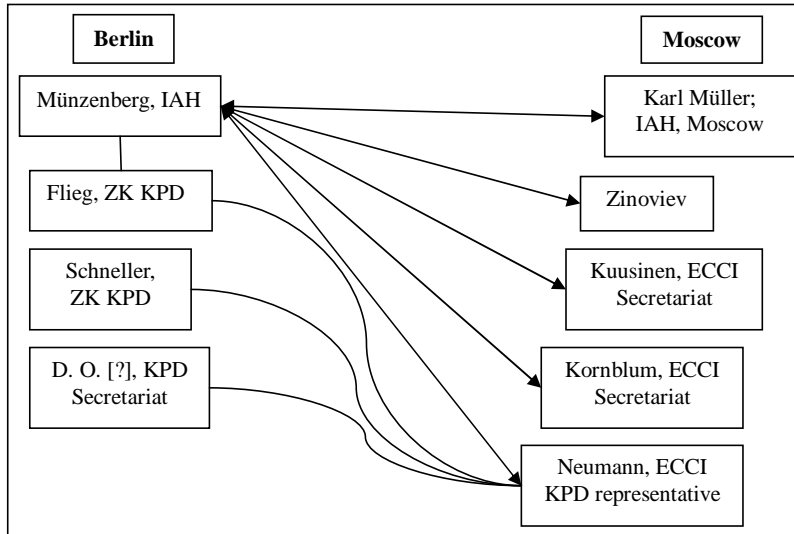 Berlin
Münzenberg, IAH
Flieg, ZK KPD
Schneller,
ZK KPD
D. O. [?], KPD
Secretariat
Moscow
Karl Müller;
IAH, Moscow
Zinoviev
Kuusinen, ECCI
Secretariat
Kornblum, ECCI
Secretariat
Neumann, ECCI
KPD representative